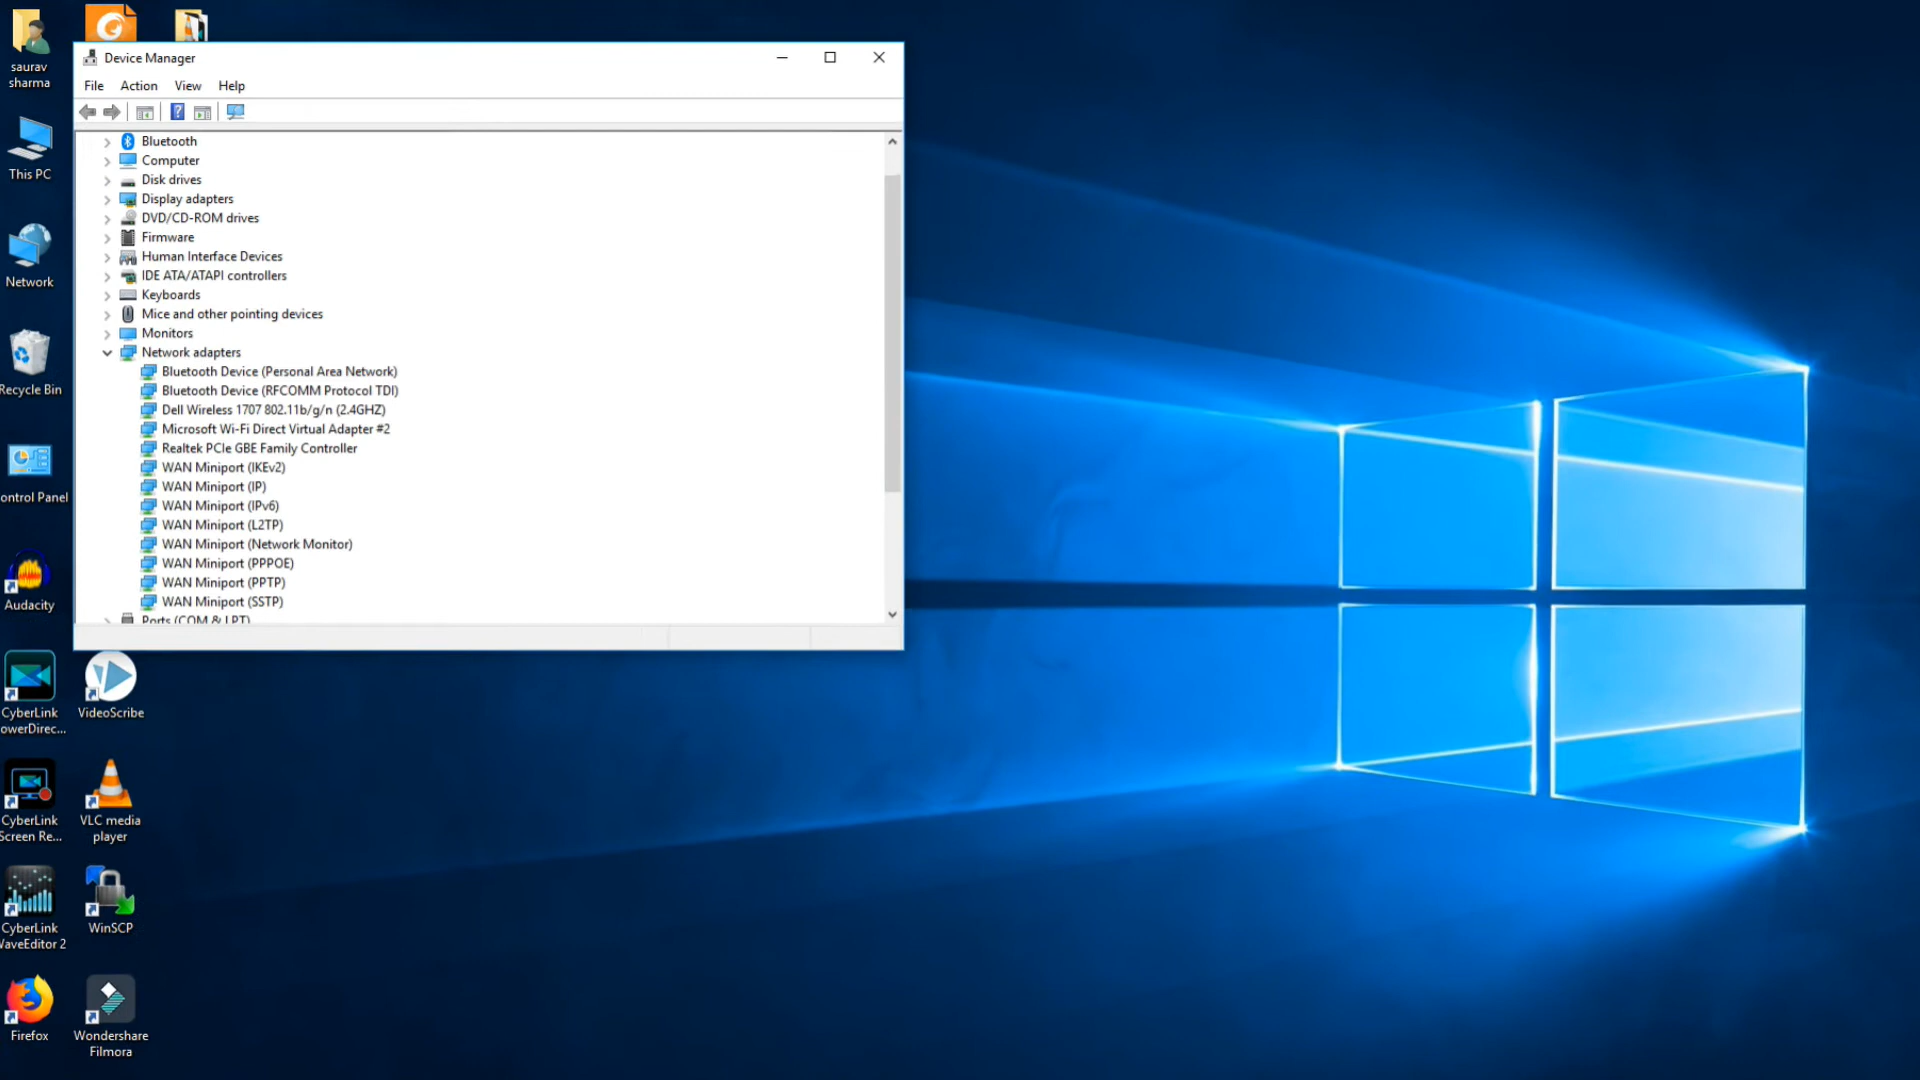 saurav
sharma
This PC
Network
Recycle Bin
ontrol Panel
Audacity
CyberLink
owerDirec...
CyberLink
Screen Re...
CyberLink
WaveEditor 2
Firefox
VideoScribe
VLC media
player
WinSCP
Wondershare
Filmora
Device Manager
File Action View Help
Bluetooth
Computer
Disk drives
Display adapters
DVD/CD-ROM drives
Firmware
Human Interface Devices
IDE ATA/ATAPI controllers
Keyboards
Mice and other pointing devices
Monitors
Network adapters
Bluetooth Device (Personal Area Network)
Bluetooth Device (RFCOMM Protocol TDI)
Dell Wireless 1707 802.11b/g/n (2.4GHZ)
Microsoft Wi-Fi Direct Virtual Adapter #2
Realtek PCIe GBE Family Controller
WAN Miniport (IKEv2)
WAN Miniport (IP)
WAN Miniport (IPv6)
WAN Miniport (L2TP)
WAN Miniport (Network Monitor)
WAN Miniport (PPPOE)
WAN Miniport (PPTP)
WAN Miniport (SSTP)
Ports (COM & LPT)